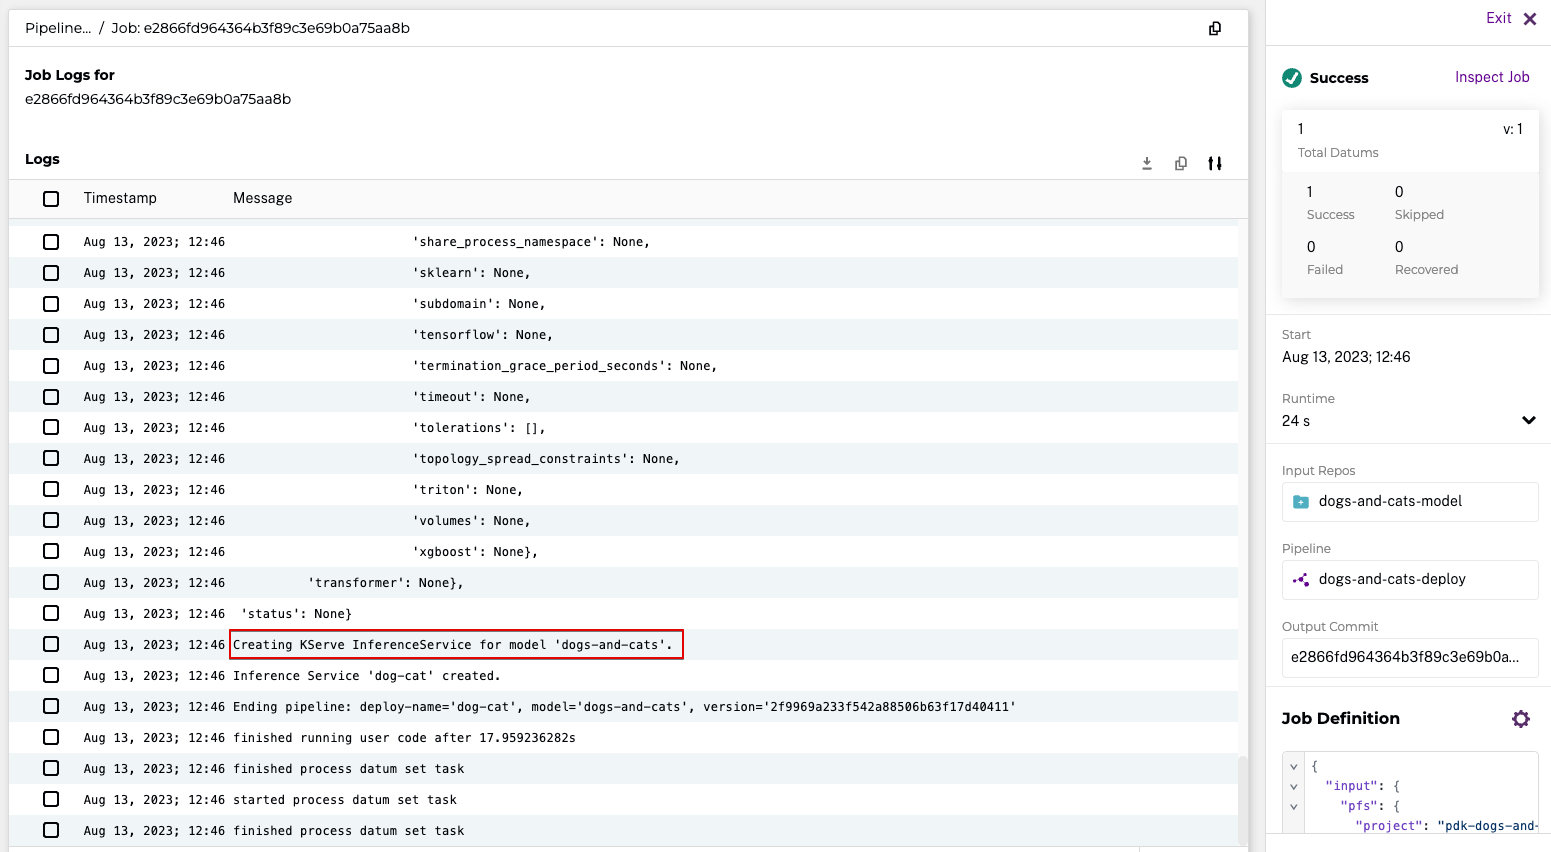 Pipeline... / Job: e2866fd964364b3f89c3e69b0a75aa8b
Job Logs for
e2866fd964364b3f89c3e69b0a75aa8b
Logs
Timestamp Message
Aug 13, 2023; 12:46 'share_process_namespace': None,
Aug 13, 2023; 12:46 'sklearn': None,
Aug 13, 2023; 12:46 'subdomain': None,
Aug 13, 2023; 12:46 'tensorflow': None,
Aug 13, 2023; 12:46 'termination_grace_period_seconds': None,
Aug 13, 2023; 12:46 'timeout': None,
Aug 13, 2023; 12:46 'tolerations': [],
Aug 13, 2023; 12:46 'topology_spread_constraints': None,
Aug 13, 2023; 12:46 'triton': None,
Aug 13, 2023; 12:46 'volumes': None,
Aug 13, 2023; 12:46 'xgboost': None},
Aug 13, 2023; 12:46 'transformer': None},
Aug 13, 2023; 12:46 'status': None}
Aug 13, 2023; 12:46 Creating KServe InferenceService for model 'dogs-and-cats'.
Aug 13, 2023; 12:46 Inference Service 'dog-cat' created.
Aug 13, 2023; 12:46 Ending pipeline: deploy-name='dog-cat', model='dogs-and-cats', version='2f9969a233f542a88506b63f17d40411'
Aug 13, 2023; 12:46 finished running user code after 17.959236282s
Aug 13, 2023; 12:46 finished process datum set task
Aug 13, 2023; 12:46 started process datum set task
Aug 13, 2023; 12:46 finished process datum set task
Exit
Success Inspect Job
1 v: 1
Total Datums
1 0
Success Skipped
0 0
Failed Recovered
Start
Aug 13, 2023; 12:46
Runtime
24 s
Input Repos
dogs-and-cats-model
Pipeline
dogs-and-cats-deploy
Output Commit
e2866fd964364b3f89c3e69b0a...
Job Definition
{
"input": {
"pfs": {
"project": "pdk-dogs-and-